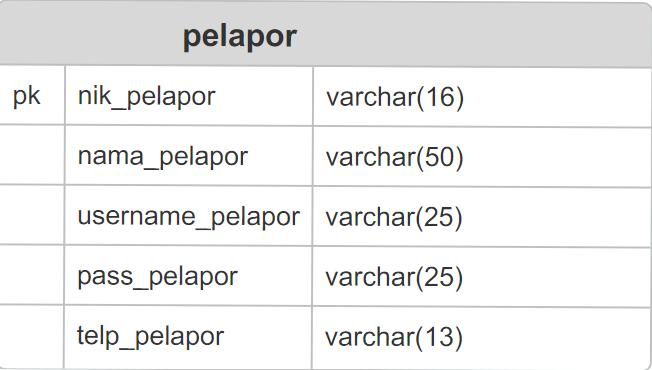 pelapor
pk nik_pelapor varchar(16)
nama_pelapor varchar(50)
username_pelapor varchar(25)
pass_pelapor varchar(25)
telp_pelapor varchar(13)